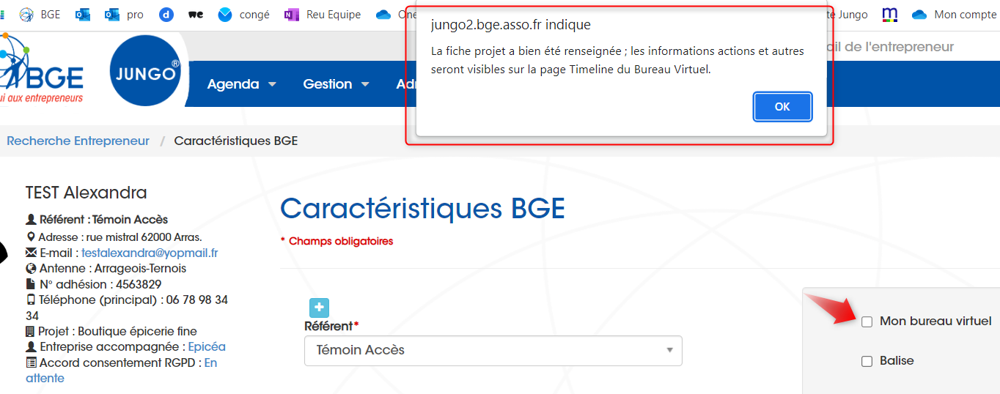 BGE
pro
congé
Reu Equipe
One
te Jungo
Mon compte
jungo2.bge.asso.fr indique
La fiche projet a bien été renseignée ; les informations actions et autres
seront visibles sur la page Timeline du Bureau Virtuel.
OK
ail de l'entrepreneur
BGE
ui aux entrepreneurs
JUNGO®
Agenda
Gestion
Ad
Recherche Entrepreneur / Caractéristiques BGE
TEST Alexandra
Référent : Témoin Accès
Adresse : rue mistral 62000 Arras.
E-mail : testalexandra@yopmail.fr
Antenne : Arrageois-Ternois
N° adhésion : 4563829
Téléphone (principal) : 06 78 98 34
34
Projet : Boutique épicerie fine
Entreprise accompagnée : Epicéa
Accord consentement RGPD : En
attente
Caractéristiques BGE
* Champs obligatoires
Référent*
Témoin Accès
Mon bureau virtuel
Balise